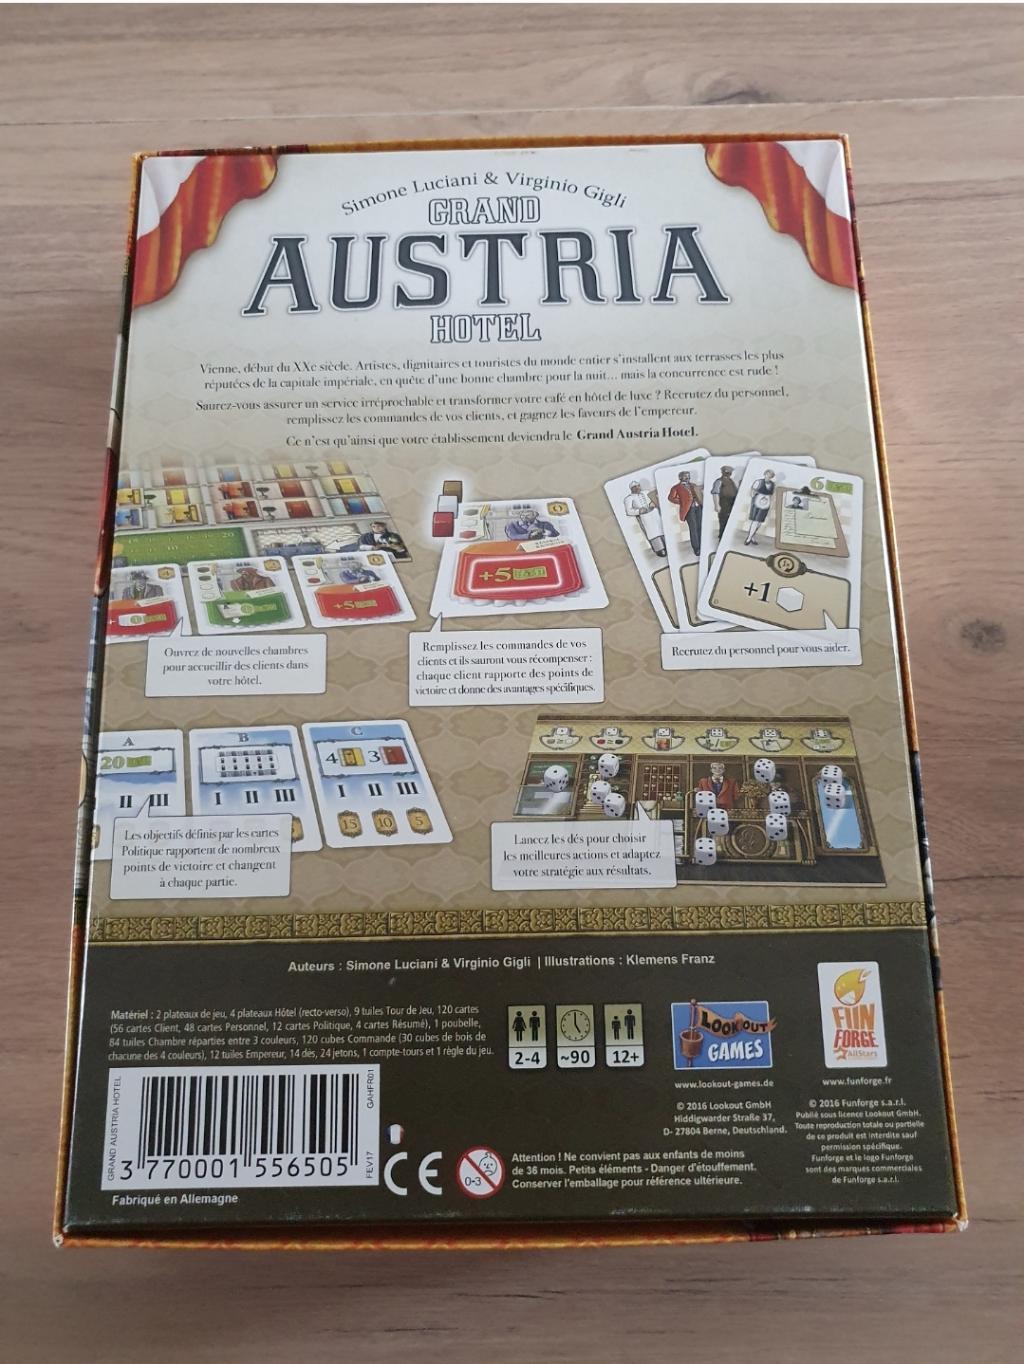 Simone Luciani & Virginio Gigli
GRAND
AUSTRIA
HOTEL
Vienne, début du XXe siècle. Artistes, dignitaires et touristes du monde entier s'installent aux terrasses les plus
réputées de la capitale impériale, en quête d'une bonne chambre pour la nuit... mais la concurrence est rude !
Saurez-vous assurer un service irréprochable et transformer votre café en hôtel de luxe ? Recrutez du personnel,
remplissez les commandes de vos clients, et gagnez les faveurs de l'empereur.
Ce n'est qu'ainsi que votre établissement deviendra le Grand Austria Hotel.
6
+5
+1
+5
Ouvrez de nouvelles chambres
pour accueillir des clients dans
votre hôtel.
Remplissez les commandes de vos
clients et ils sauront vous récompenser :
chaque client rapporte des points de
victoire et donne des avantages spécifiques.
Recrutez du personnel pour vous aider.
A
20
II III
B
I II III
C
4 3
I II III
15 10 5
Les objectifs définis par les cartes
Politique rapportent de nombreux
points de victoire et changent
à chaque partie.
Lancez les dés pour choisir
les meilleures actions et adaptez
votre stratégie aux résultats.
Auteurs : Simone Luciani & Virginio Gigli | Illustrations : Klemens Franz
Matériel : 2 plateaux de jeu, 4 plateaux Hôtel (recto-verso), 9 tuiles Tour de jeu, 120 cartes
(56 cartes Client, 48 cartes Personnel, 12 cartes Politique, 4 cartes Résumé), 1 poubelle,
84 tuiles Chambre réparties entre 3 couleurs, 120 cubes Commande (30 cubes de bois de
chacune des 4 couleurs), 12 tuiles Empereur, 14 dés, 24 jetons, 1 compte-tours et 1 règle du jeu.
2-4
~90
12+
LOOKOUT
GAMES
www.lookout-games.de
© 2016 Lookout GmbH
Hiddigwarder Straße 37,
D- 27804 Berne, Deutschland.
FUN
FORGE
AllStars
www.funforge.fr
© 2016 Funforge s.a.r.l.
Publié sous licence Lookout GmbH.
Toute reproduction totale ou partielle
de ce produit est interdite sauf
permission spécifique.
Funforge et le logo Funforge
sont des marques commerciales
de Funforge s.a.r.l.
GRAND AUSTRIA HOTEL
3 770001 556505
GAHFR01
FEV17
Fabriqué en Allemagne
CE
0-3
Attention ! Ne convient pas aux enfants de moins
de 36 mois. Petits éléments - Danger d'étouffement.
Conserver l'emballage pour référence ultérieure.